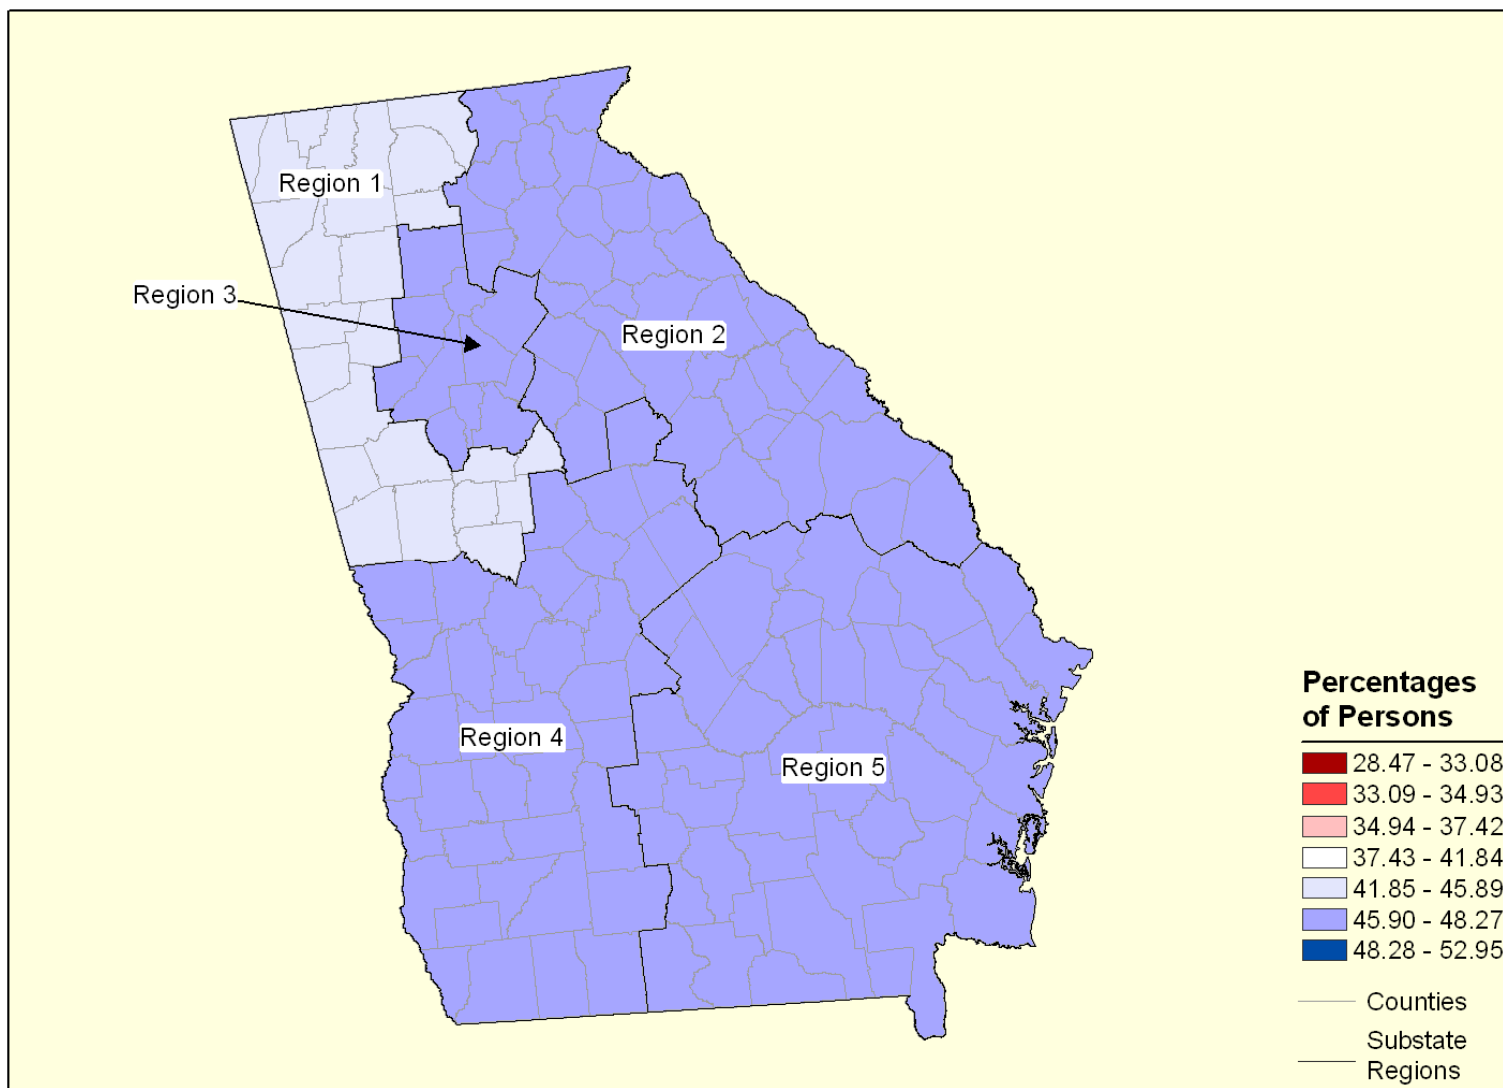 Region 1
Region 3
Region 2
Region 4
Region 5
Percentages
of Persons
28.47 - 33.08
33.09 - 34.93
34.94 - 37.42
37.43 - 41.84
41.85 - 45.89
45.90 - 48.27
48.28 - 52.95
Counties
Substate
Regions